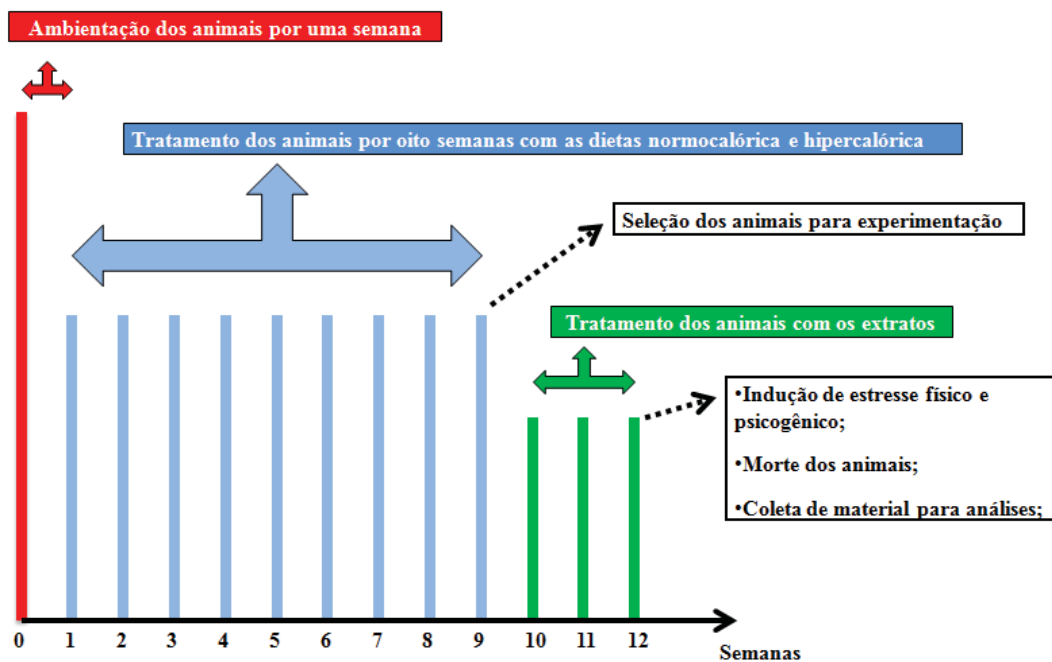 Ambientação dos animais por uma semana
Tratamento dos animais por oito semanas com as dietas normocalórica e hipercalórica
Seleção dos animais para experimentação
Tratamento dos animais com os extratos
•Indução de estresse físico e
psicogênico;
•Morte dos animais;
•Coleta de material para análises;
0 1 2 3 4 5 6 7 8 9 10 11 12
Semanas